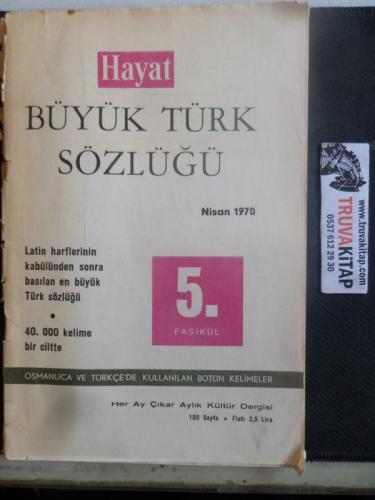 Hayat
BÜYÜK TÜRK
SÖZLÜĞÜ
Nisan 1970
Latin harflerinin
kabülünden sonra
basılan en büyük
Türk sözlüğü
•
40.000 kelime
bir ciltte
5.
FASİKÜL
OSMANLICA VE TÜRKÇE'DE KULLANILAN BÜTÜN KELİMELER
Her Ay Çıkar Aylık Kültür Dergisi
100 Sayfa • Fiatı 3,5 Lira
www.truvakitap.com
TRUVAKİTAP
0537 612 29 30